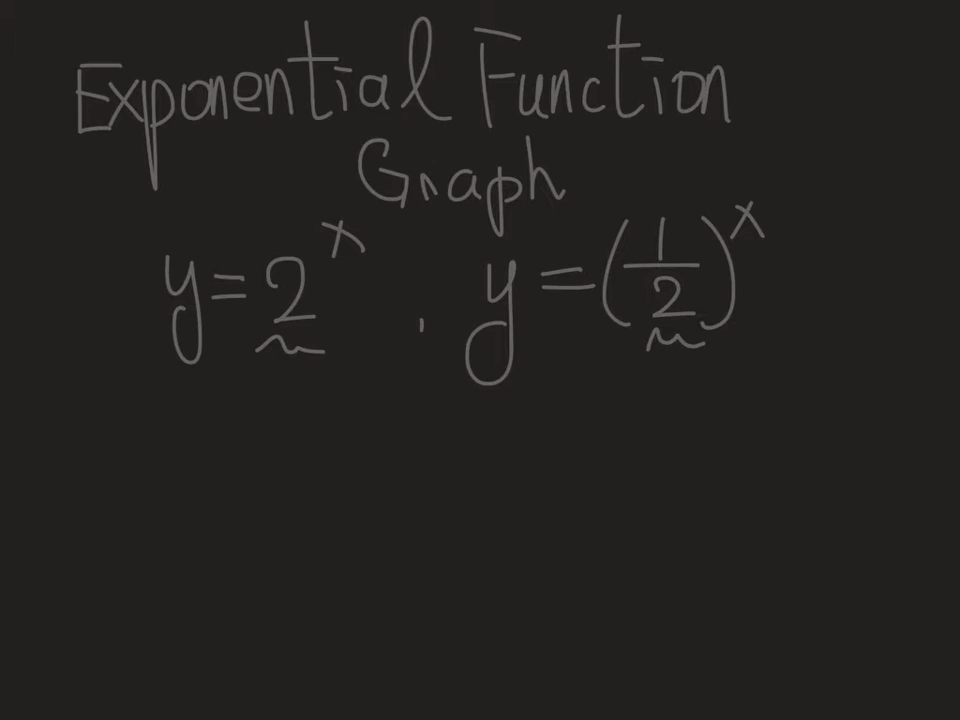 Exponential Function
Graph
y=2^x , y=(1/2)^x